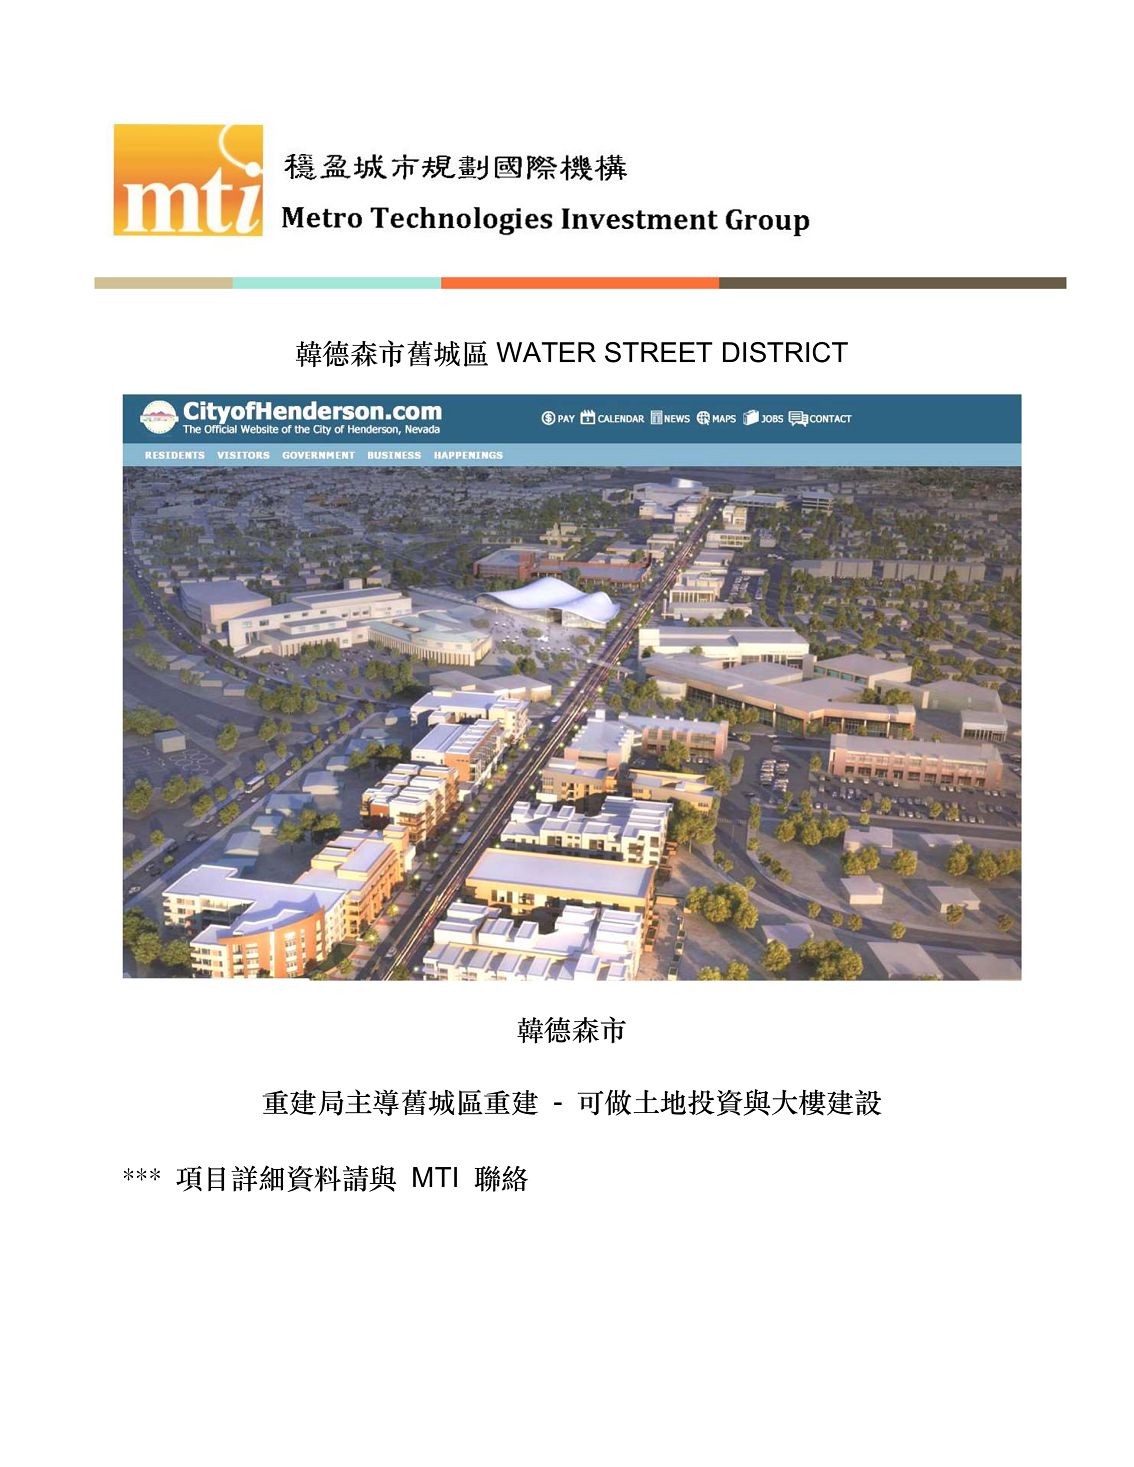 mti
穩盈城市規劃國際機構
Metro Technologies Investment Group
韓德森市舊城區 WATER STREET DISTRICT
CityofHenderson.com
The Official Website of the City of Henderson, Nevada
PAY CALENDAR NEWS MAPS JOBS CONTACT
RESIDENTS VISITORS GOVERNMENT BUSINESS HAPPENINGS
韓德森市
重建局主導舊城區重建 - 可做土地投資與大樓建設
*** 項目詳細資料請與 MTI 聯絡